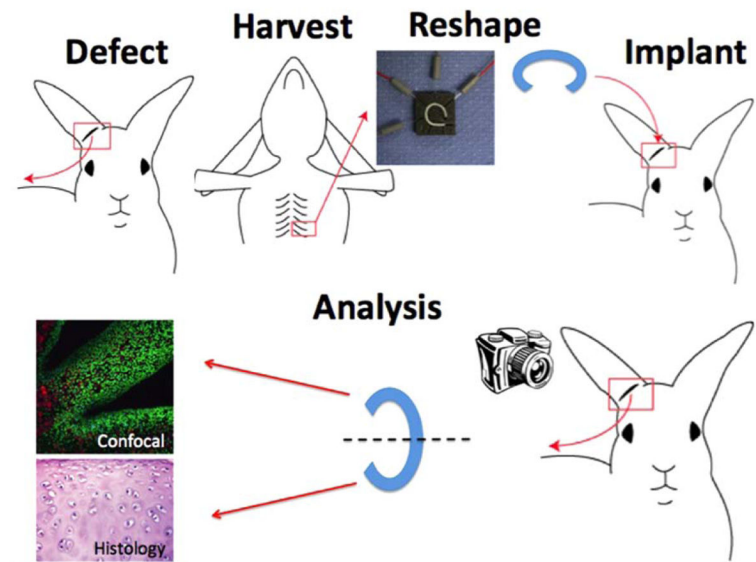 Defect
Harvest
Reshape
Implant
Analysis
Confocal
Histology